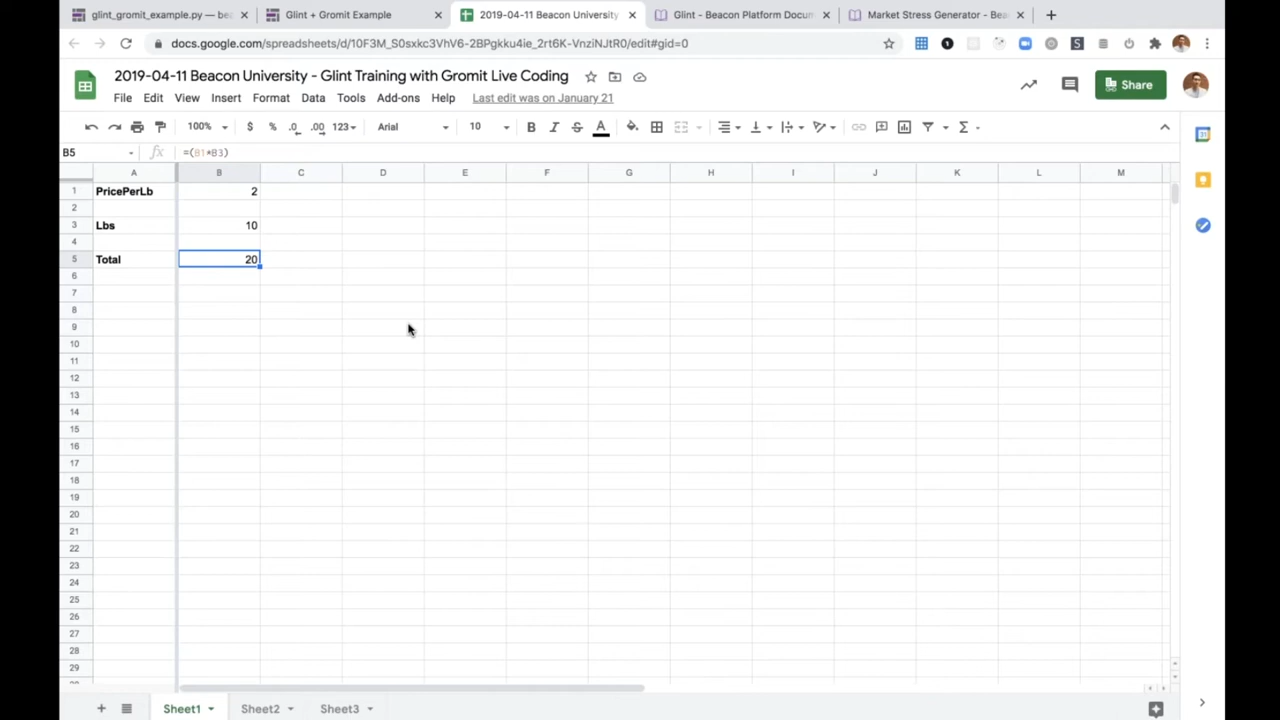 glint_gromit_example.py — bea
Glint + Gromit Example
2019-04-11 Beacon University
Glint - Beacon Platform Docum
Market Stress Generator - Bea
docs.google.com/spreadsheets/d/10F3M_S0sxkc3VhV6-2BPgkku4ie_2rt6K-VnziNJtR0/edit#gid=0
2019-04-11 Beacon University - Glint Training with Gromit Live Coding
Share
File Edit View Insert Format Data Tools Add-ons Help Last edit was on January 21
100% $ % .0 .00 123 Arial 10 B I S A
B5 fx =(B1*B3)
A B C D E F G H I J K L M
1 PricePerLb 2
2
3 Lbs 10
4
5 Total 20
6
7
8
9
10
11
12
13
14
15
16
17
18
19
20
21
22
23
24
25
26
27
28
29
Sheet1 Sheet2 Sheet3